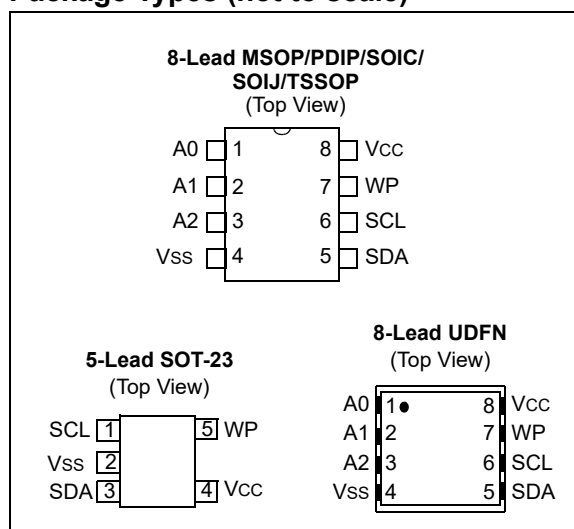 Package Types (not to scale)
8-Lead MSOP/PDIP/SOIC/
SOIJ/TSSOP
(Top View)
A0 1 8 VCC
A1 2 7 WP
A2 3 6 SCL
VSS 4 5 SDA
5-Lead SOT-23
(Top View)
SCL 1 5 WP
VSS 2
SDA 3 4 VCC
8-Lead UDFN
(Top View)
A0 1 8 VCC
A1 2 7 WP
A2 3 6 SCL
VSS 4 5 SDA